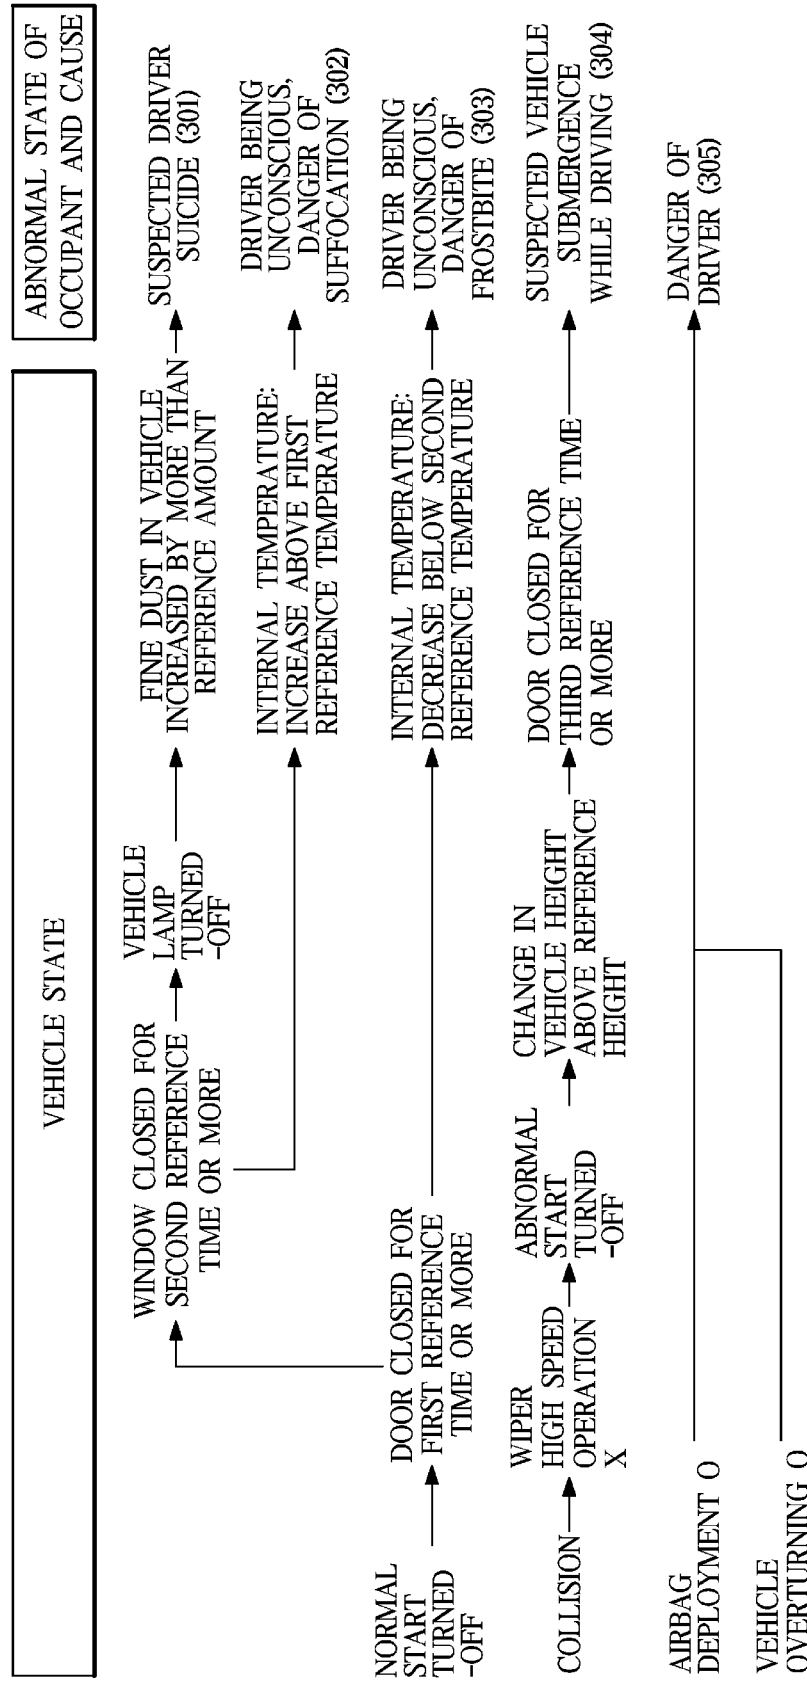 VEHICLE STATE
ABNORMAL STATE OF
OCCUPANT AND CAUSE
NORMAL
START
TURNED
-OFF
DOOR CLOSED FOR
FIRST REFERENCE
TIME OR MORE
WINDOW CLOSED FOR
SECOND REFERENCE
TIME OR MORE
VEHICLE
LAMP
TURNED
-OFF
FINE DUST IN VEHICLE
INCREASED BY MORE THAN
REFERENCE AMOUNT
SUSPECTED DRIVER
SUICIDE (301)
INTERNAL TEMPERATURE:
INCREASE ABOVE FIRST
REFERENCE TEMPERATURE
DRIVER BEING
UNCONSCIOUS,
DANGER OF
SUFFOCATION (302)
INTERNAL TEMPERATURE:
DECREASE BELOW SECOND
REFERENCE TEMPERATURE
DRIVER BEING
UNCONSCIOUS,
DANGER OF
FROSTBITE (303)
COLLISION
WIPER
HIGH SPEED
OPERATION
X
ABNORMAL
START
TURNED
-OFF
CHANGE IN
VEHICLE HEIGHT
ABOVE REFERENCE
HEIGHT
DOOR CLOSED FOR
THIRD REFERENCE TIME
OR MORE
SUSPECTED VEHICLE
SUBMERGENCE
WHILE DRIVING (304)
AIRBAG
DEPLOYMENT O
VEHICLE
OVERTURNING O
DANGER OF
DRIVER (305)